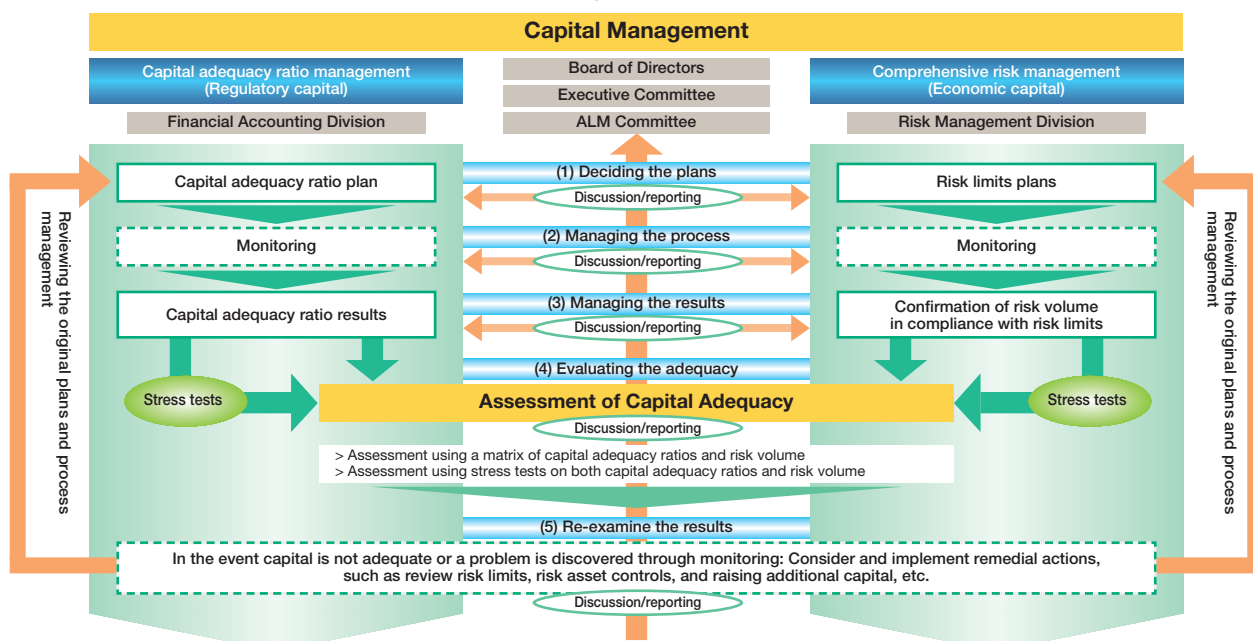 Capital Management
Capital adequacy ratio management
(Regulatory capital)
Board of Directors
Executive Committee
ALM Committee
Comprehensive risk management
(Economic capital)
Financial Accounting Division
Risk Management Division
Capital adequacy ratio plan
(1) Deciding the plans
Discussion/reporting
Risk limits plans
Monitoring
(2) Managing the process
Discussion/reporting
Monitoring
Capital adequacy ratio results
(3) Managing the results
Discussion/reporting
Confirmation of risk volume
in compliance with risk limits
(4) Evaluating the adequacy
Stress tests
Assessment of Capital Adequacy
Stress tests
Discussion/reporting
> Assessment using a matrix of capital adequacy ratios and risk volume
> Assessment using stress tests on both capital adequacy ratios and risk volume
(5) Re-examine the results
In the event capital is not adequate or a problem is discovered through monitoring: Consider and implement remedial actions,
such as review risk limits, risk asset controls, and raising additional capital, etc.
Discussion/reporting
Reviewing the original plans and process
management
Reviewing the original plans and process
management